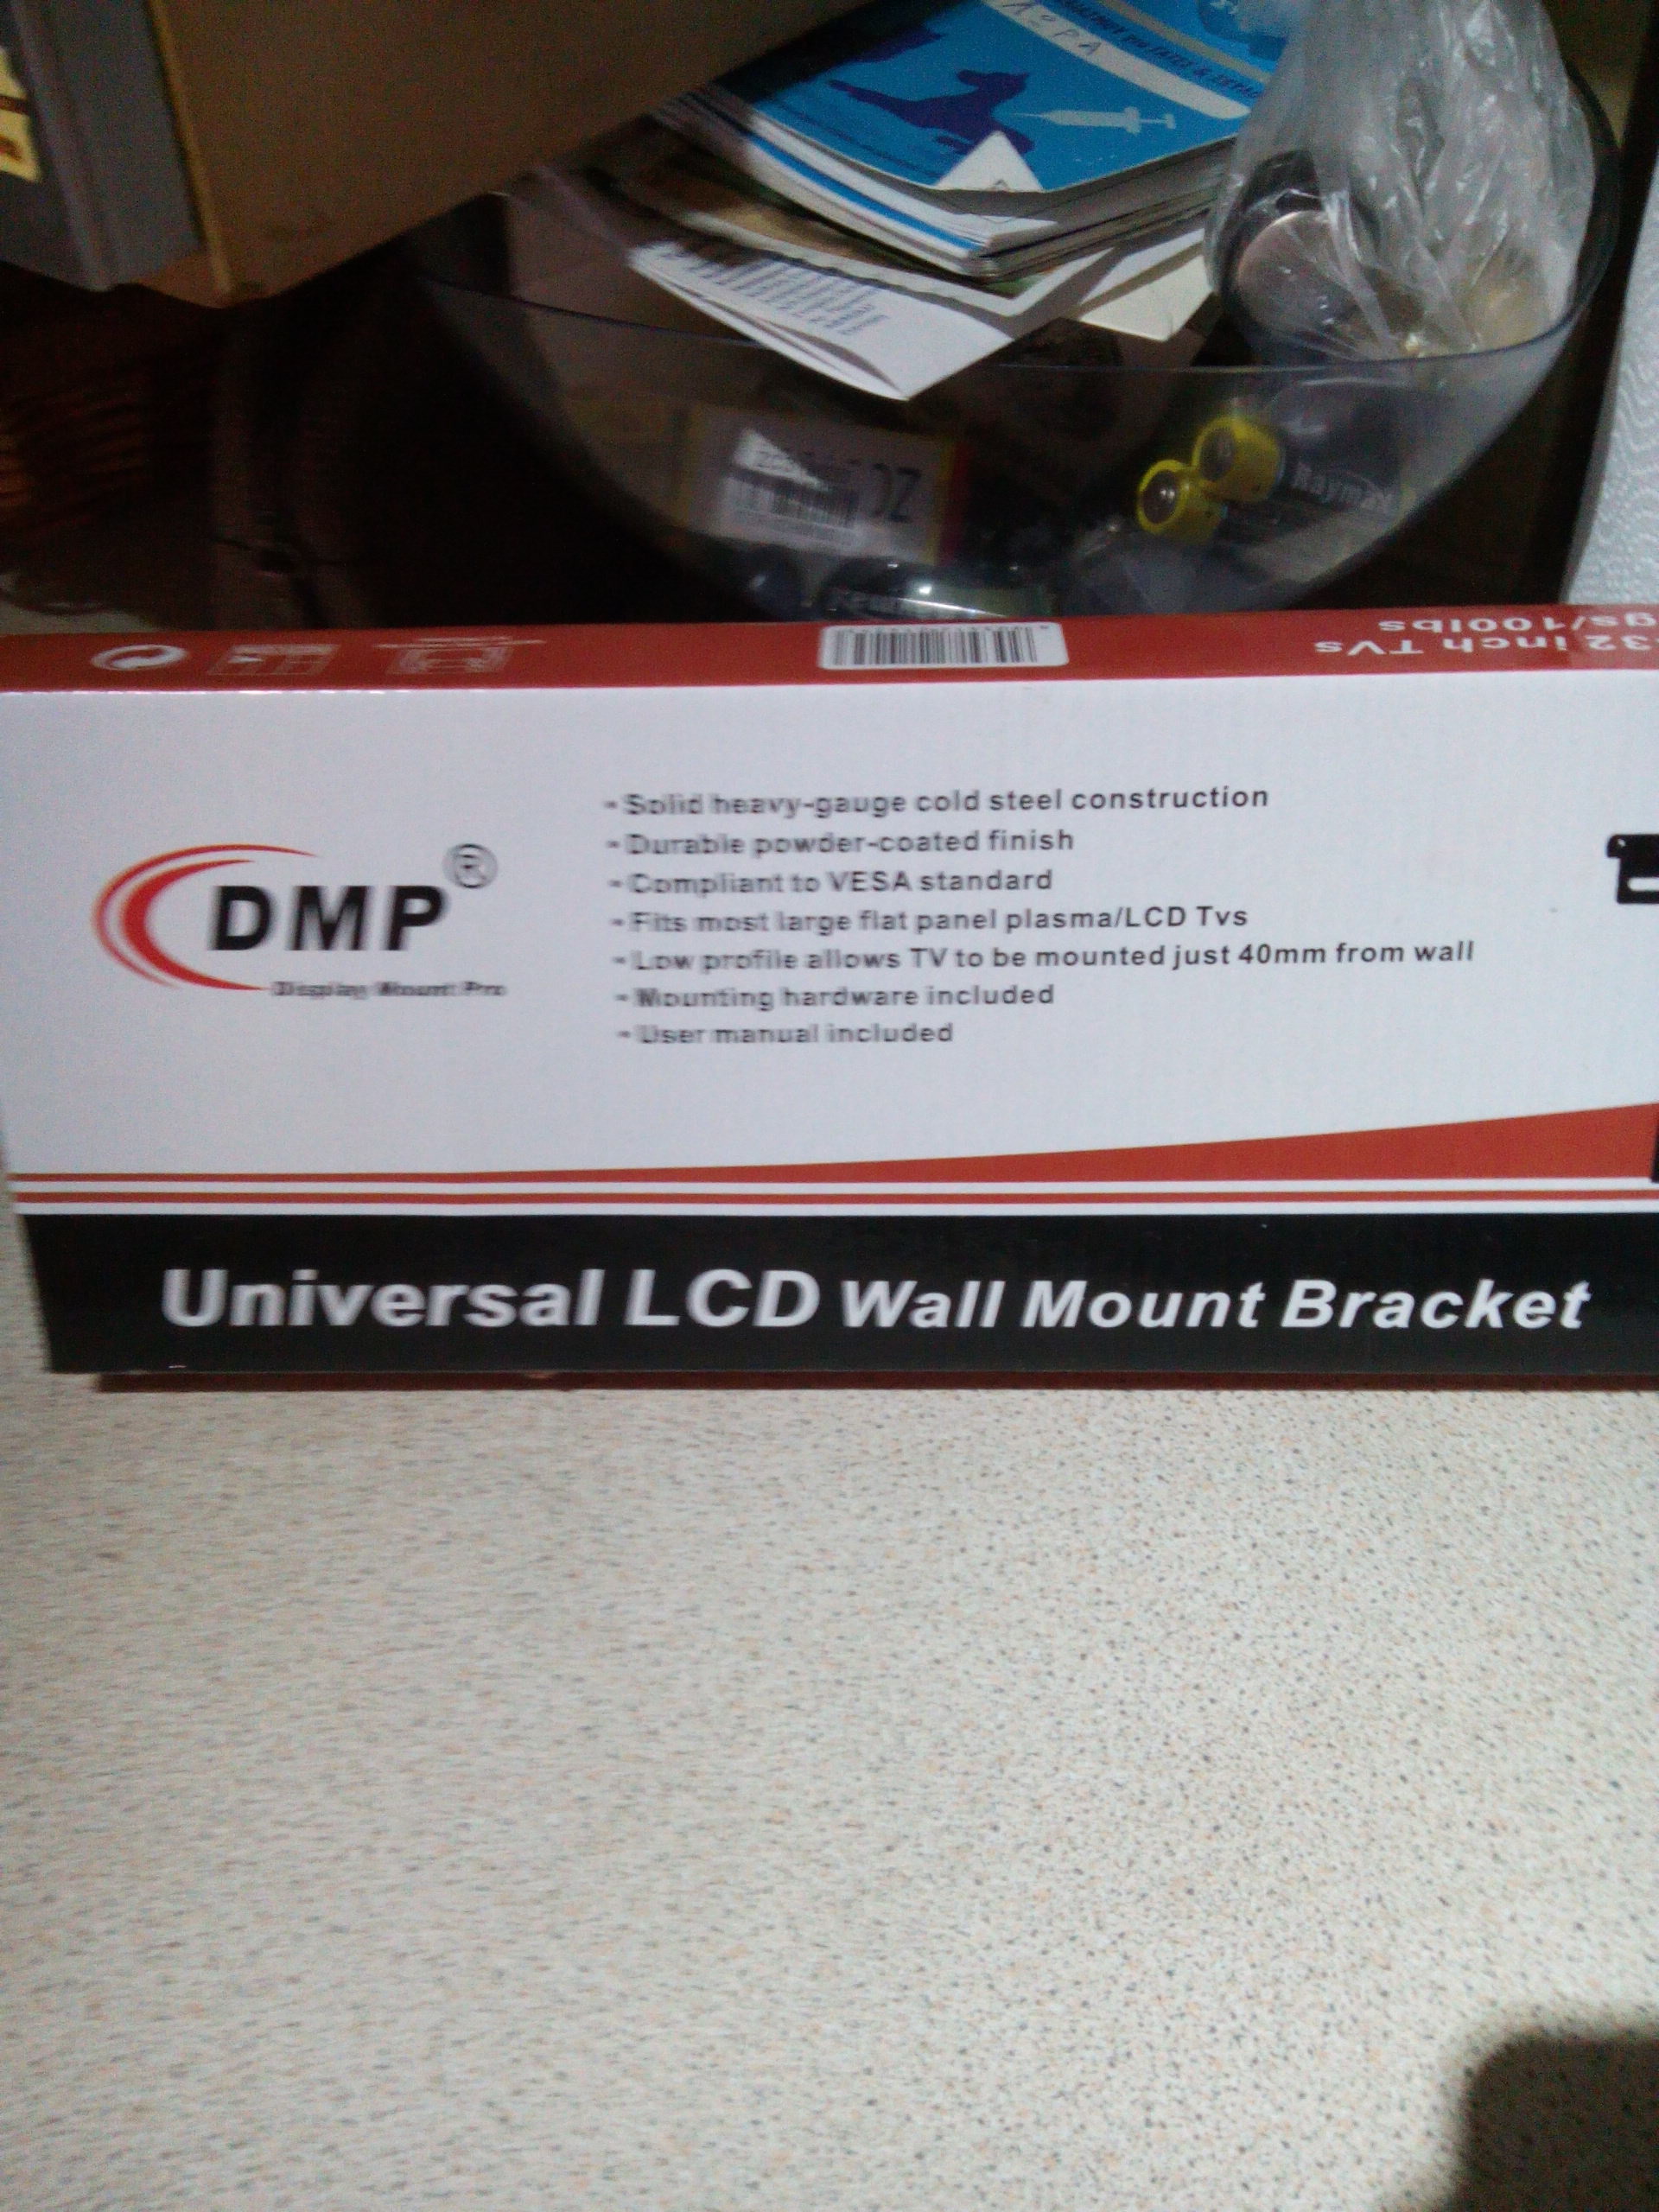 ΛΟΡΑ
Raymax
32 inch TVs
gs/100lbs
DMP®
Display Mount Pro
- Solid heavy-gauge cold steel construction
- Durable powder-coated finish
- Compliant to VESA standard
- Fits most large flat panel plasma/LCD Tvs
- Low profile allows TV to be mounted just 40mm from wall
- Mounting hardware included
- User manual included
Universal LCD Wall Mount Bracket